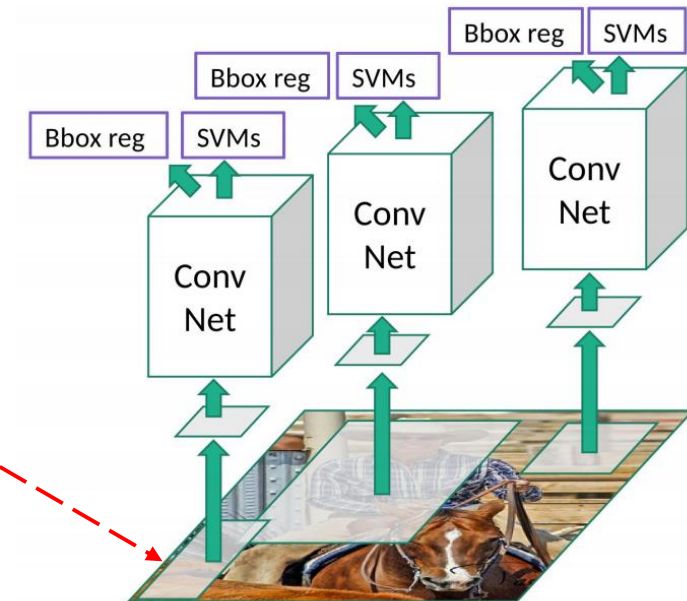 Bbox reg SVMs
Bbox reg SVMs
Bbox reg SVMs
Conv
Net
Conv
Net
Conv
Net